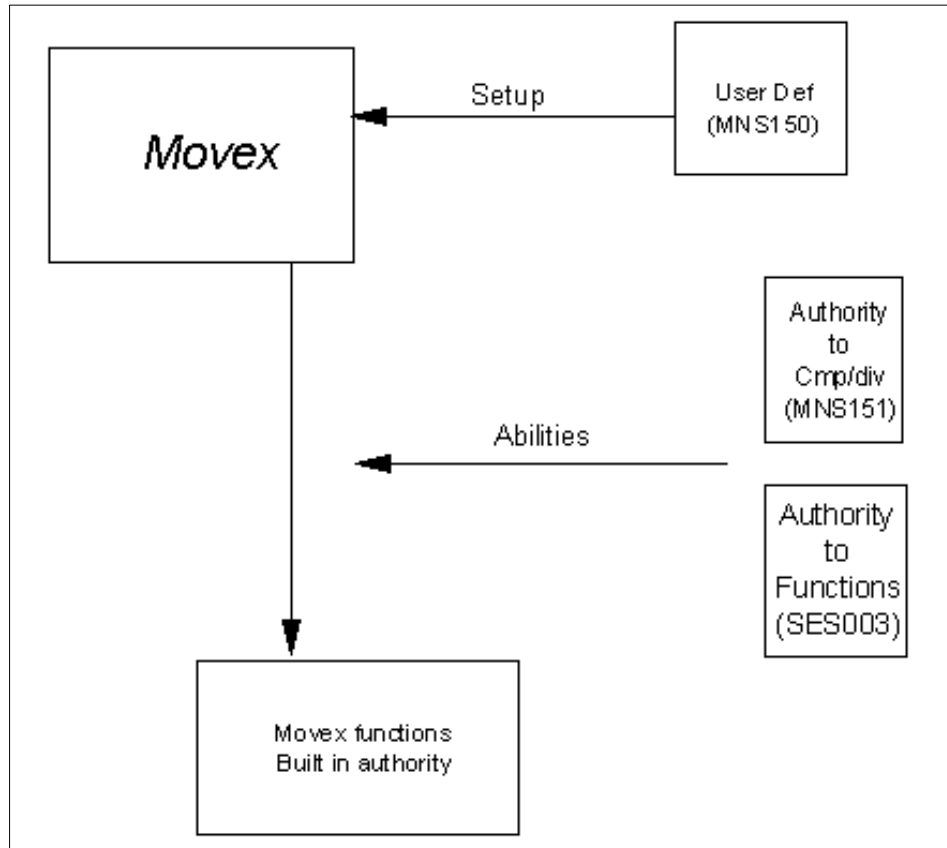 Movex
Setup
User Def
(MNS150)
Authority
to
Cmp/div
(MNS151)
Abilities
Authority
to
Functions
(SES003)
Movex functions
Built in authority